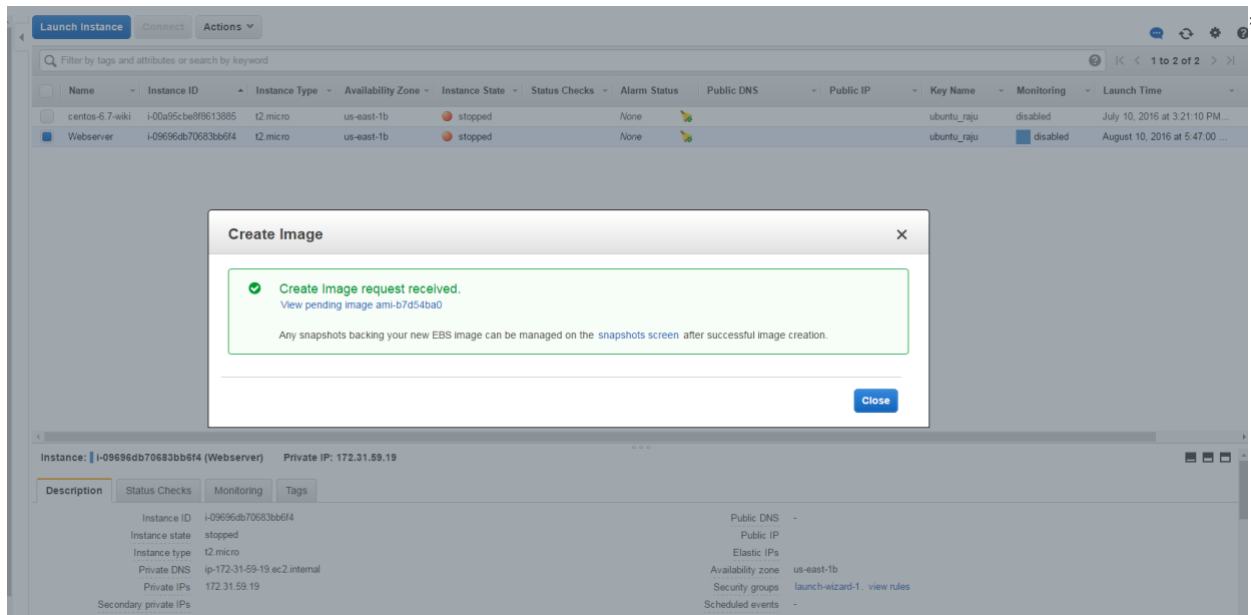 Launch Instance Connect Actions
Filter by tags and attributes or search by keyword 1 to 2 of 2
Name Instance ID Instance Type Availability Zone Instance State Status Checks Alarm Status Public DNS Public IP Key Name Monitoring Launch Time
centos-6.7-wiki i-00a95cbe8f8613885 t2.micro us-east-1b stopped None ubuntu_raju disabled July 10, 2016 at 3:21:10 PM...
Webserver i-09696db70683bb6f4 t2.micro us-east-1b stopped None ubuntu_raju disabled August 10, 2016 at 5:47:00 ...
Create Image
Create Image request received.
View pending image ami-b7d54ba0
Any snapshots backing your new EBS image can be managed on the snapshots screen after successful image creation.
Close
Instance: i-09696db70683bb6f4 (Webserver) Private IP: 172.31.59.19
Description Status Checks Monitoring Tags
Instance ID i-09696db70683bb6f4 Public DNS -
Instance state stopped Public IP
Instance type t2.micro Elastic IPs
Private DNS ip-172-31-59-19.ec2.internal Availability zone us-east-1b
Private IPs 172.31.59.19 Security groups launch-wizard-1. view rules
Secondary private IPs Scheduled events -